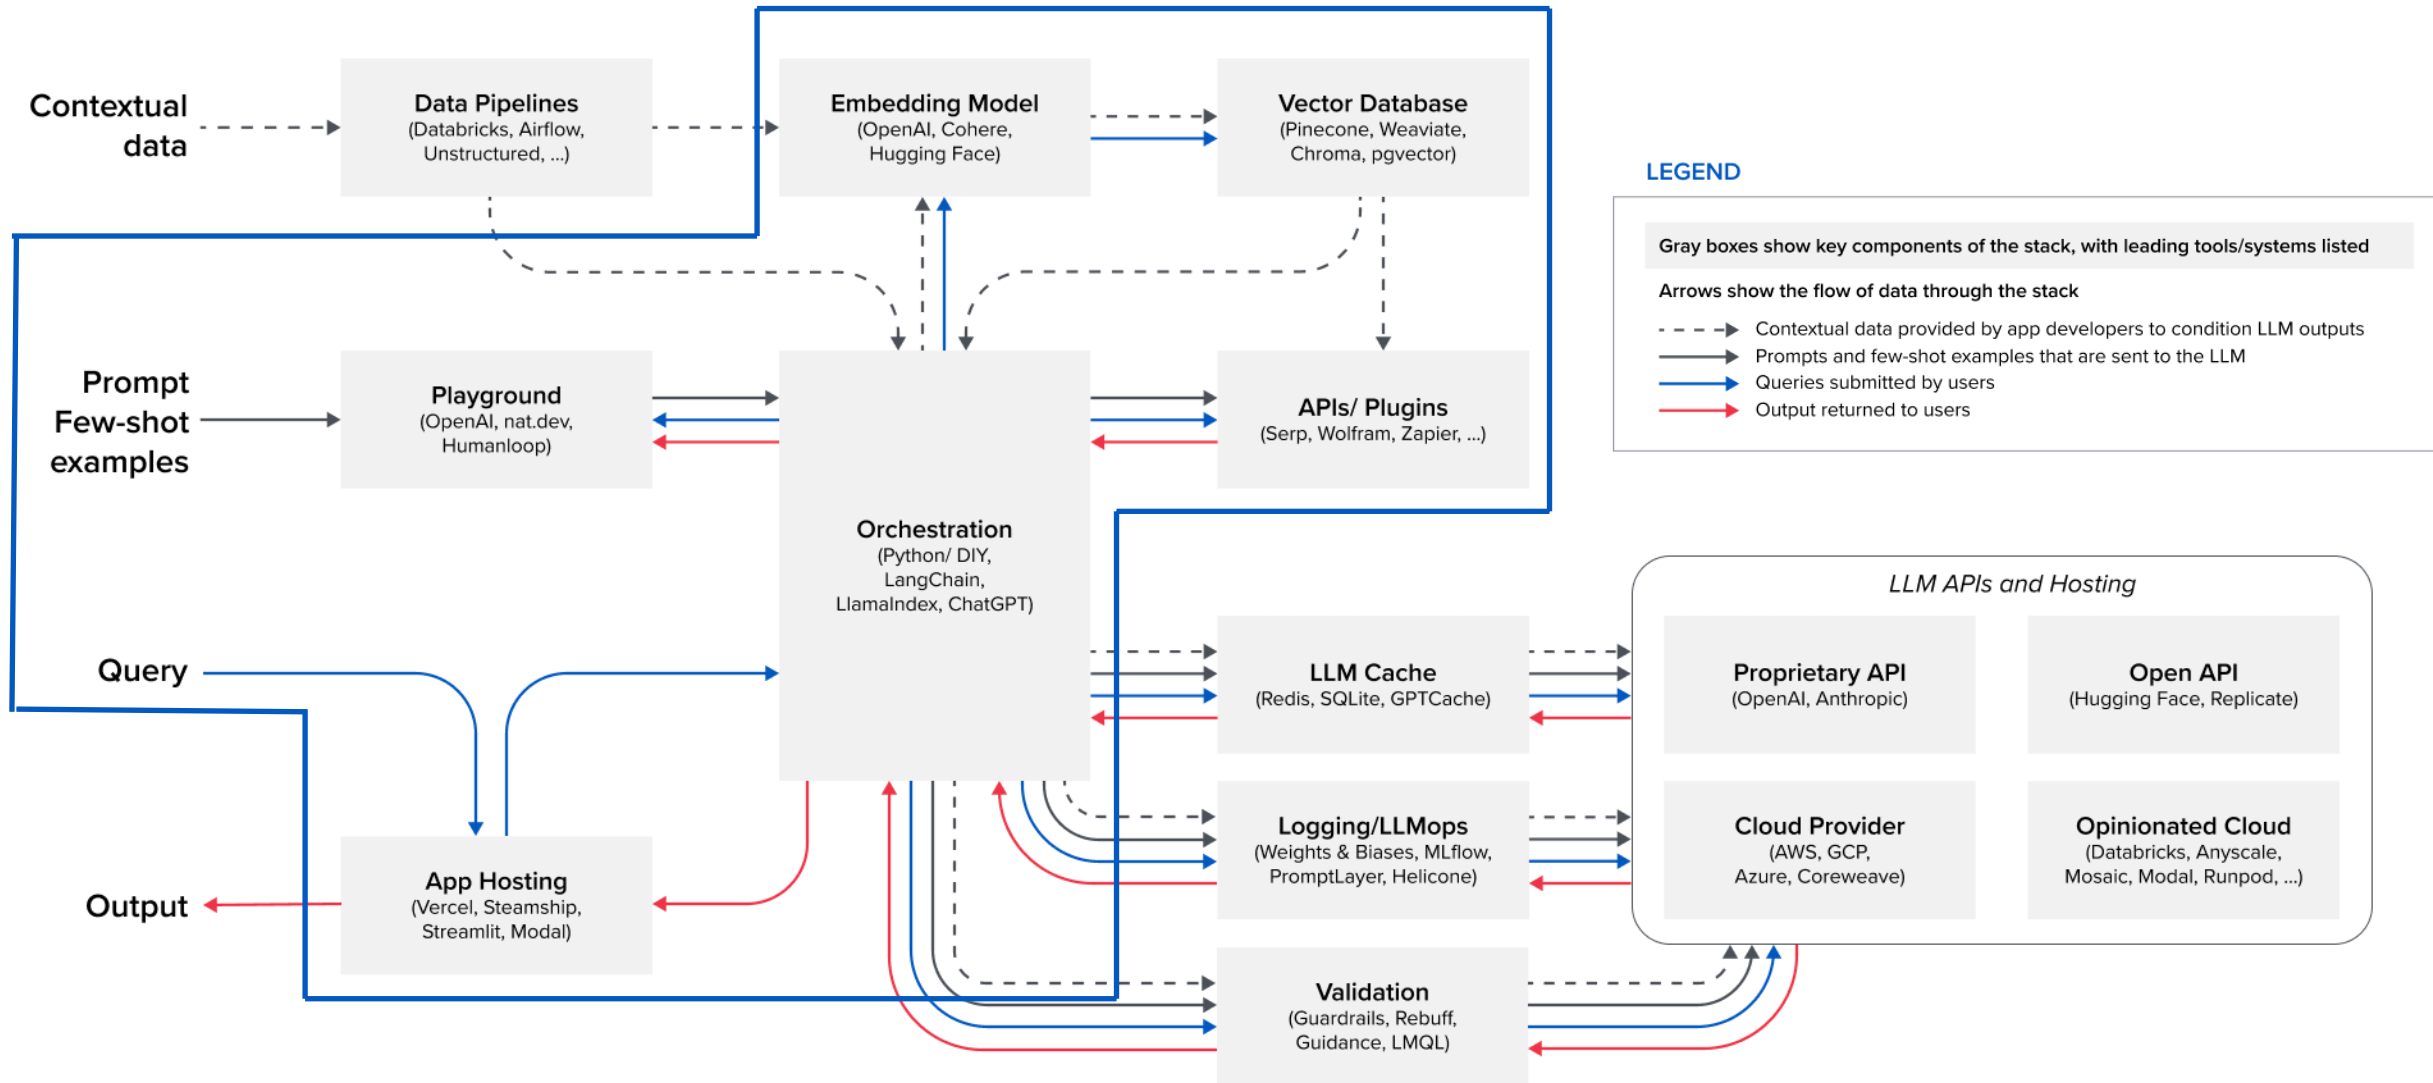 Contextual
data
Data Pipelines
(Databricks, Airflow,
Unstructured, ...)
Embedding Model
(OpenAI, Cohere,
Hugging Face)
Vector Database
(Pinecone, Weaviate,
Chroma, pgvector)
LEGEND
Gray boxes show key components of the stack, with leading tools/systems listed
Arrows show the flow of data through the stack
Contextual data provided by app developers to condition LLM outputs
Prompts and few-shot examples that are sent to the LLM
Queries submitted by users
Output returned to users
Prompt
Few-shot
examples
Playground
(OpenAI, nat.dev,
Humanloop)
Orchestration
(Python/ DIY,
LangChain,
LlamaIndex, ChatGPT)
APIs/ Plugins
(Serp, Wolfram, Zapier, ...)
Query
App Hosting
(Vercel, Steamship,
Streamlit, Modal)
Output
LLM Cache
(Redis, SQLite, GPTCache)
Logging/LLMops
(Weights & Biases, MLflow,
PromptLayer, Helicone)
Validation
(Guardrails, Rebuff,
Guidance, LMQL)
LLM APIs and Hosting
Proprietary API
(OpenAI, Anthropic)
Open API
(Hugging Face, Replicate)
Cloud Provider
(AWS, GCP,
Azure, Coreweave)
Opinionated Cloud
(Databricks, Anyscale,
Mosaic, Modal, Runpod, ...)